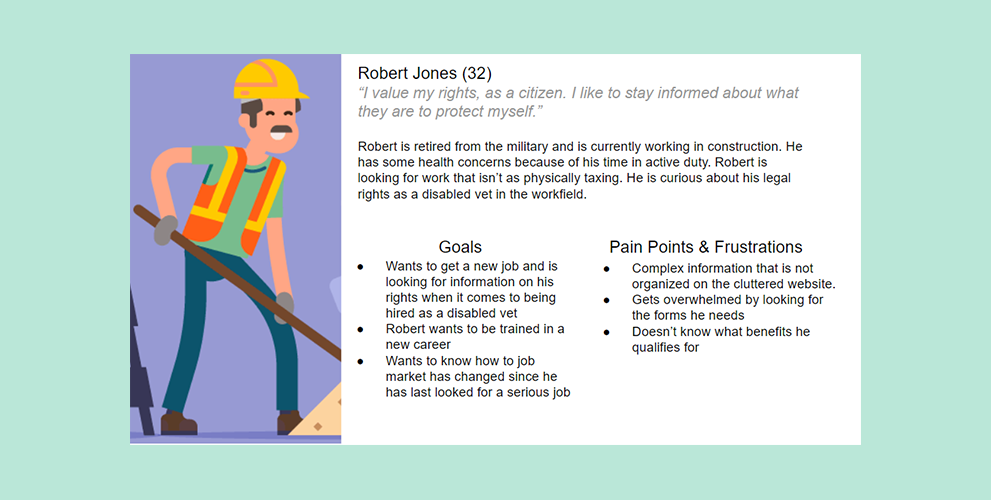 Robert Jones (32)
“I value my rights, as a citizen. I like to stay informed about what
they are to protect myself.”
Robert is retired from the military and is currently working in construction. He
has some health concerns because of his time in active duty. Robert is
looking for work that isn’t as physically taxing. He is curious about his legal
rights as a disabled vet in the workfield.
Goals
● Wants to get a new job and is
looking for information on his
rights when it comes to being
hired as a disabled vet
● Robert wants to be trained in a
new career
● Wants to know how to job
market has changed since he
has last looked for a serious job
Pain Points & Frustrations
● Complex information that is not
organized on the cluttered website.
● Gets overwhelmed by looking for
the forms he needs
● Doesn’t know what benefits he
qualifies for